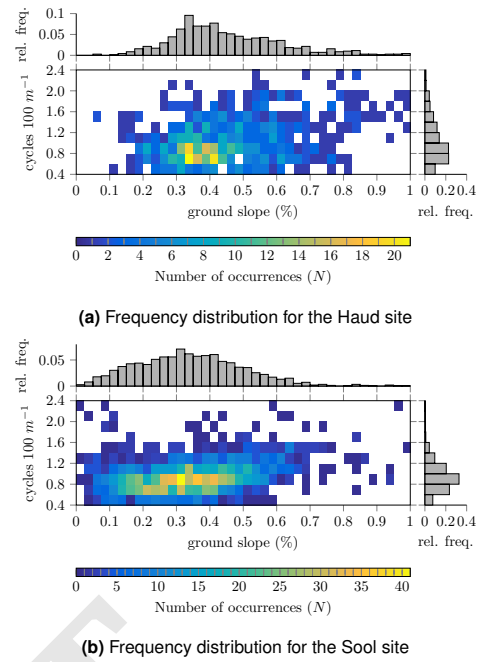 0.1
0.05
0
rel. freq.
2.4
2.0
1.6
1.2
0.8
0.4
cycles 100 m⁻¹
0 0.1 0.2 0.3 0.4 0.5 0.6 0.7 0.8 0.9 1
ground slope (%)
0 0.2 0.4
rel. freq.
0 2 4 6 8 10 12 14 16 18 20
Number of occurrences (N)
(a) Frequency distribution for the Haud site
0.05
0
rel. freq.
2.4
2.0
1.6
1.2
0.8
0.4
cycles 100 m⁻¹
0 0.1 0.2 0.3 0.4 0.5 0.6 0.7 0.8 0.9 1
ground slope (%)
0 0.2 0.4
rel. freq.
0 5 10 15 20 25 30 35 40
Number of occurrences (N)
(b) Frequency distribution for the Sool site